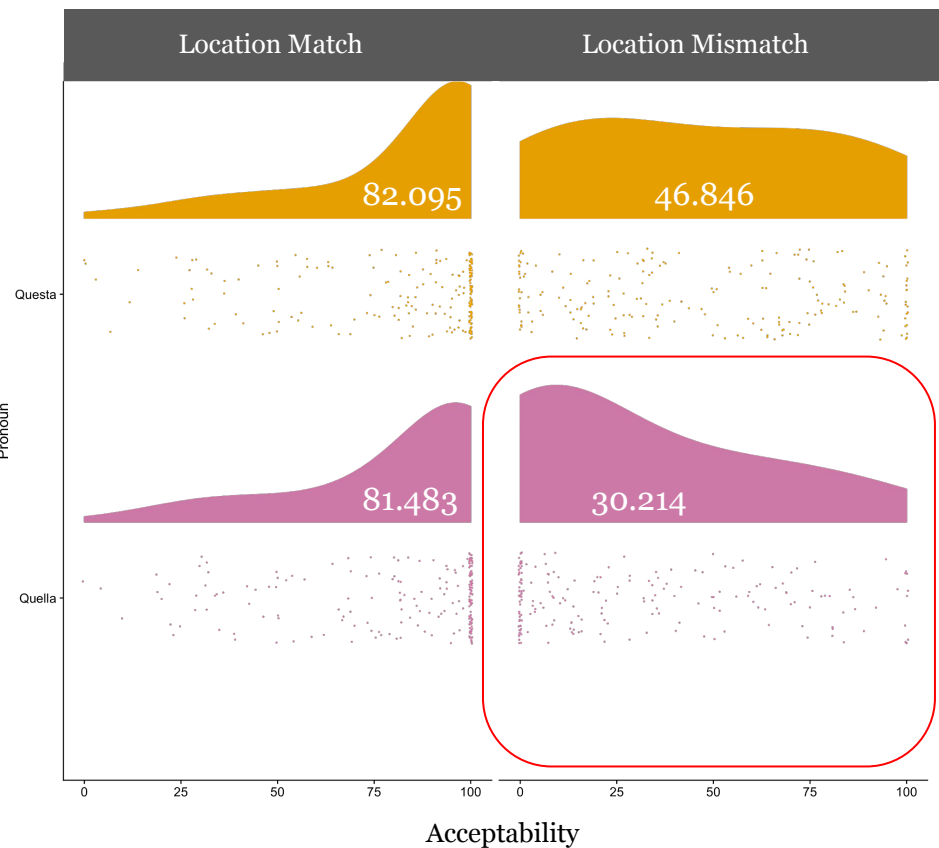 Location Match
Location Mismatch
82.095
46.846
Questa
Pronoun
81.483
30.214
Quella
0
25
50
75
100
0
25
50
75
100
Acceptability